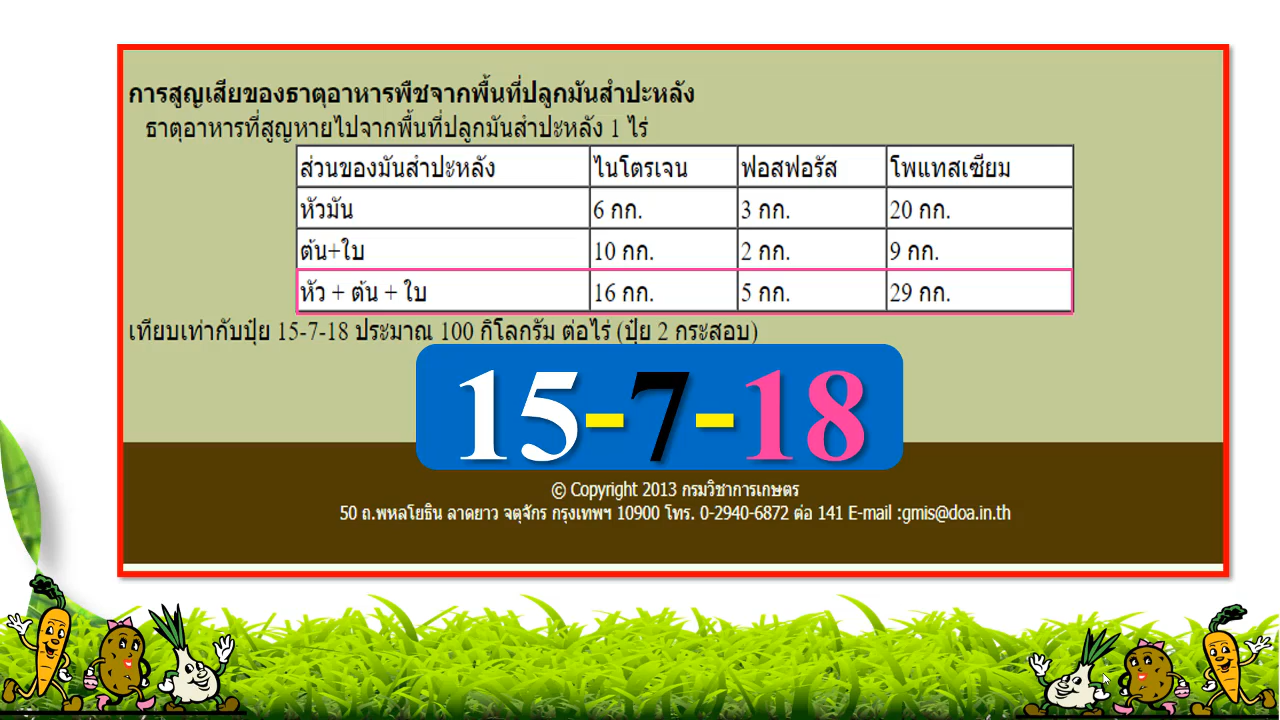 การสูญเสียของธาตุอาหารพืชจากพื้นที่ปลูกมันสำปะหลัง
ธาตุอาหารที่สูญหายไปจากพื้นที่ปลูกมันสำปะหลัง 1 ไร่
ส่วนของมันสำปะหลัง ไนโตรเจน ฟอสฟอรัส โพแทสเซียม
หัวมัน 6 กก. 3 กก. 20 กก.
ต้น+ใบ 10 กก. 2 กก. 9 กก.
หัว + ต้น + ใบ 16 กก. 5 กก. 29 กก.
เทียบเท่ากับปุ๋ย 15-7-18 ประมาณ 100 กิโลกรัม ต่อไร่ (ปุ๋ย 2 กระสอบ)
15-7-18
© Copyright 2013 กรมวิชาการเกษตร
50 ถ.พหลโยธิน ลาดยาว จตุจักร กรุงเทพฯ 10900 โทร. 0-2940-6872 ต่อ 141 E-mail :gmis@doa.in.th